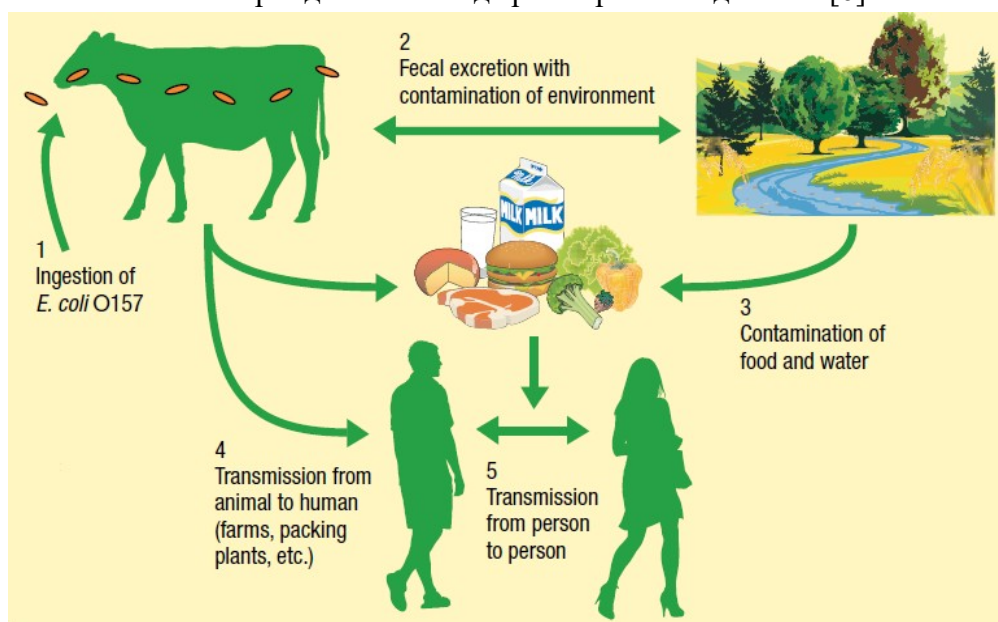 2
Fecal excretion with
contamination of environment
MILK MILK
1
Ingestion of
E. coli O157
3
Contamination of
food and water
4
Transmission from
animal to human
(farms, packing
plants, etc.)
5
Transmission
from person
to person